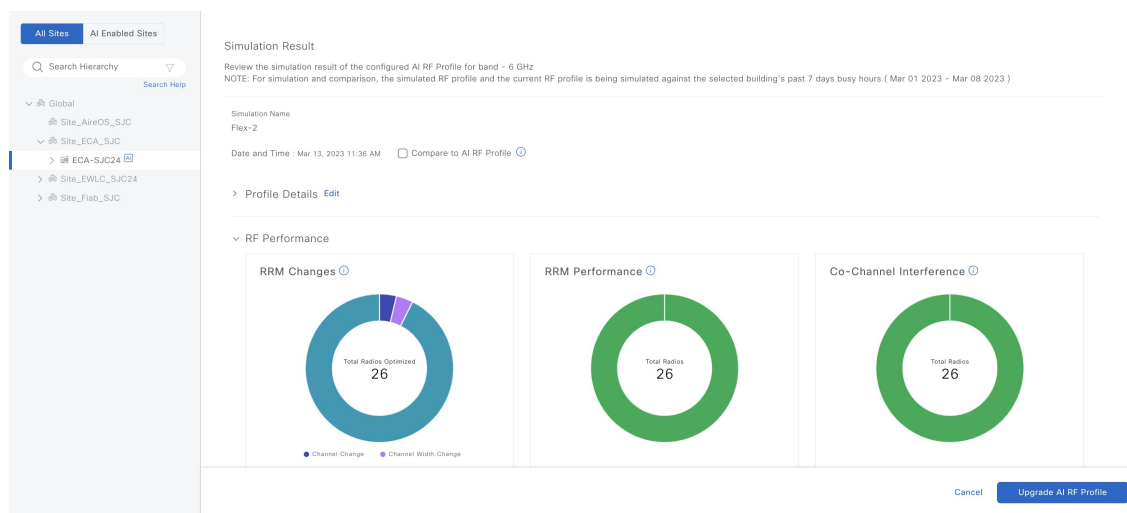 All Sites
AI Enabled Sites
Search Hierarchy
Search Help
Global
Site_AireOS_SJC
Site_ECA_SJC
ECA-SJC24 AI
Site_EWLC_SJC24
Site_Fiab_SJC
Simulation Result
Review the simulation result of the configured AI RF Profile for band - 6 GHz
NOTE: For simulation and comparison, the simulated RF profile and the current RF profile is being simulated against the selected building's past 7 days busy hours ( Mar 01 2023 - Mar 08 2023 )
Simulation Name
Flex-2
Date and Time : Mar 13, 2023 11:36 AM Compare to AI RF Profile i
Profile Details Edit
RF Performance
RRM Changes i
Total Radios Optimized
26
Channel Change Channel Width Change
RRM Performance i
Total Radios
26
Co-Channel Interference i
Total Radios
26
Cancel
Upgrade AI RF Profile